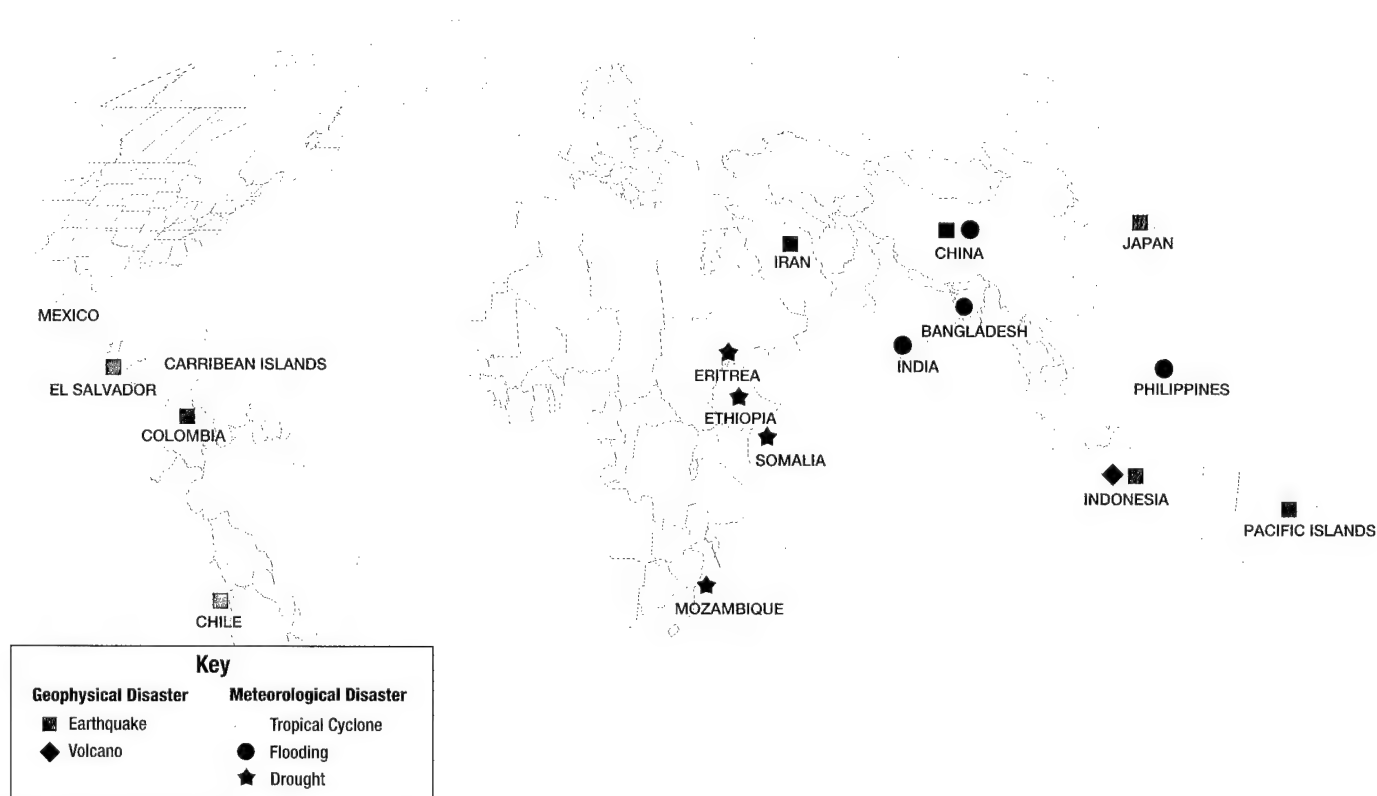 JAPAN
CHINA
IRAN
MEXICO
BANGLADESH
CARRIBEAN ISLANDS
INDIA
ERITREA
EL SALVADOR
PHILIPPINES
ETHIOPIA
COLOMBIA
SOMALIA
INDONESIA
PACIFIC ISLANDS
MOZAMBIQUE
CHILE
Key
Geophysical Disaster
Earthquake
Volcano
Meteorological Disaster
Tropical Cyclone
Flooding
Drought